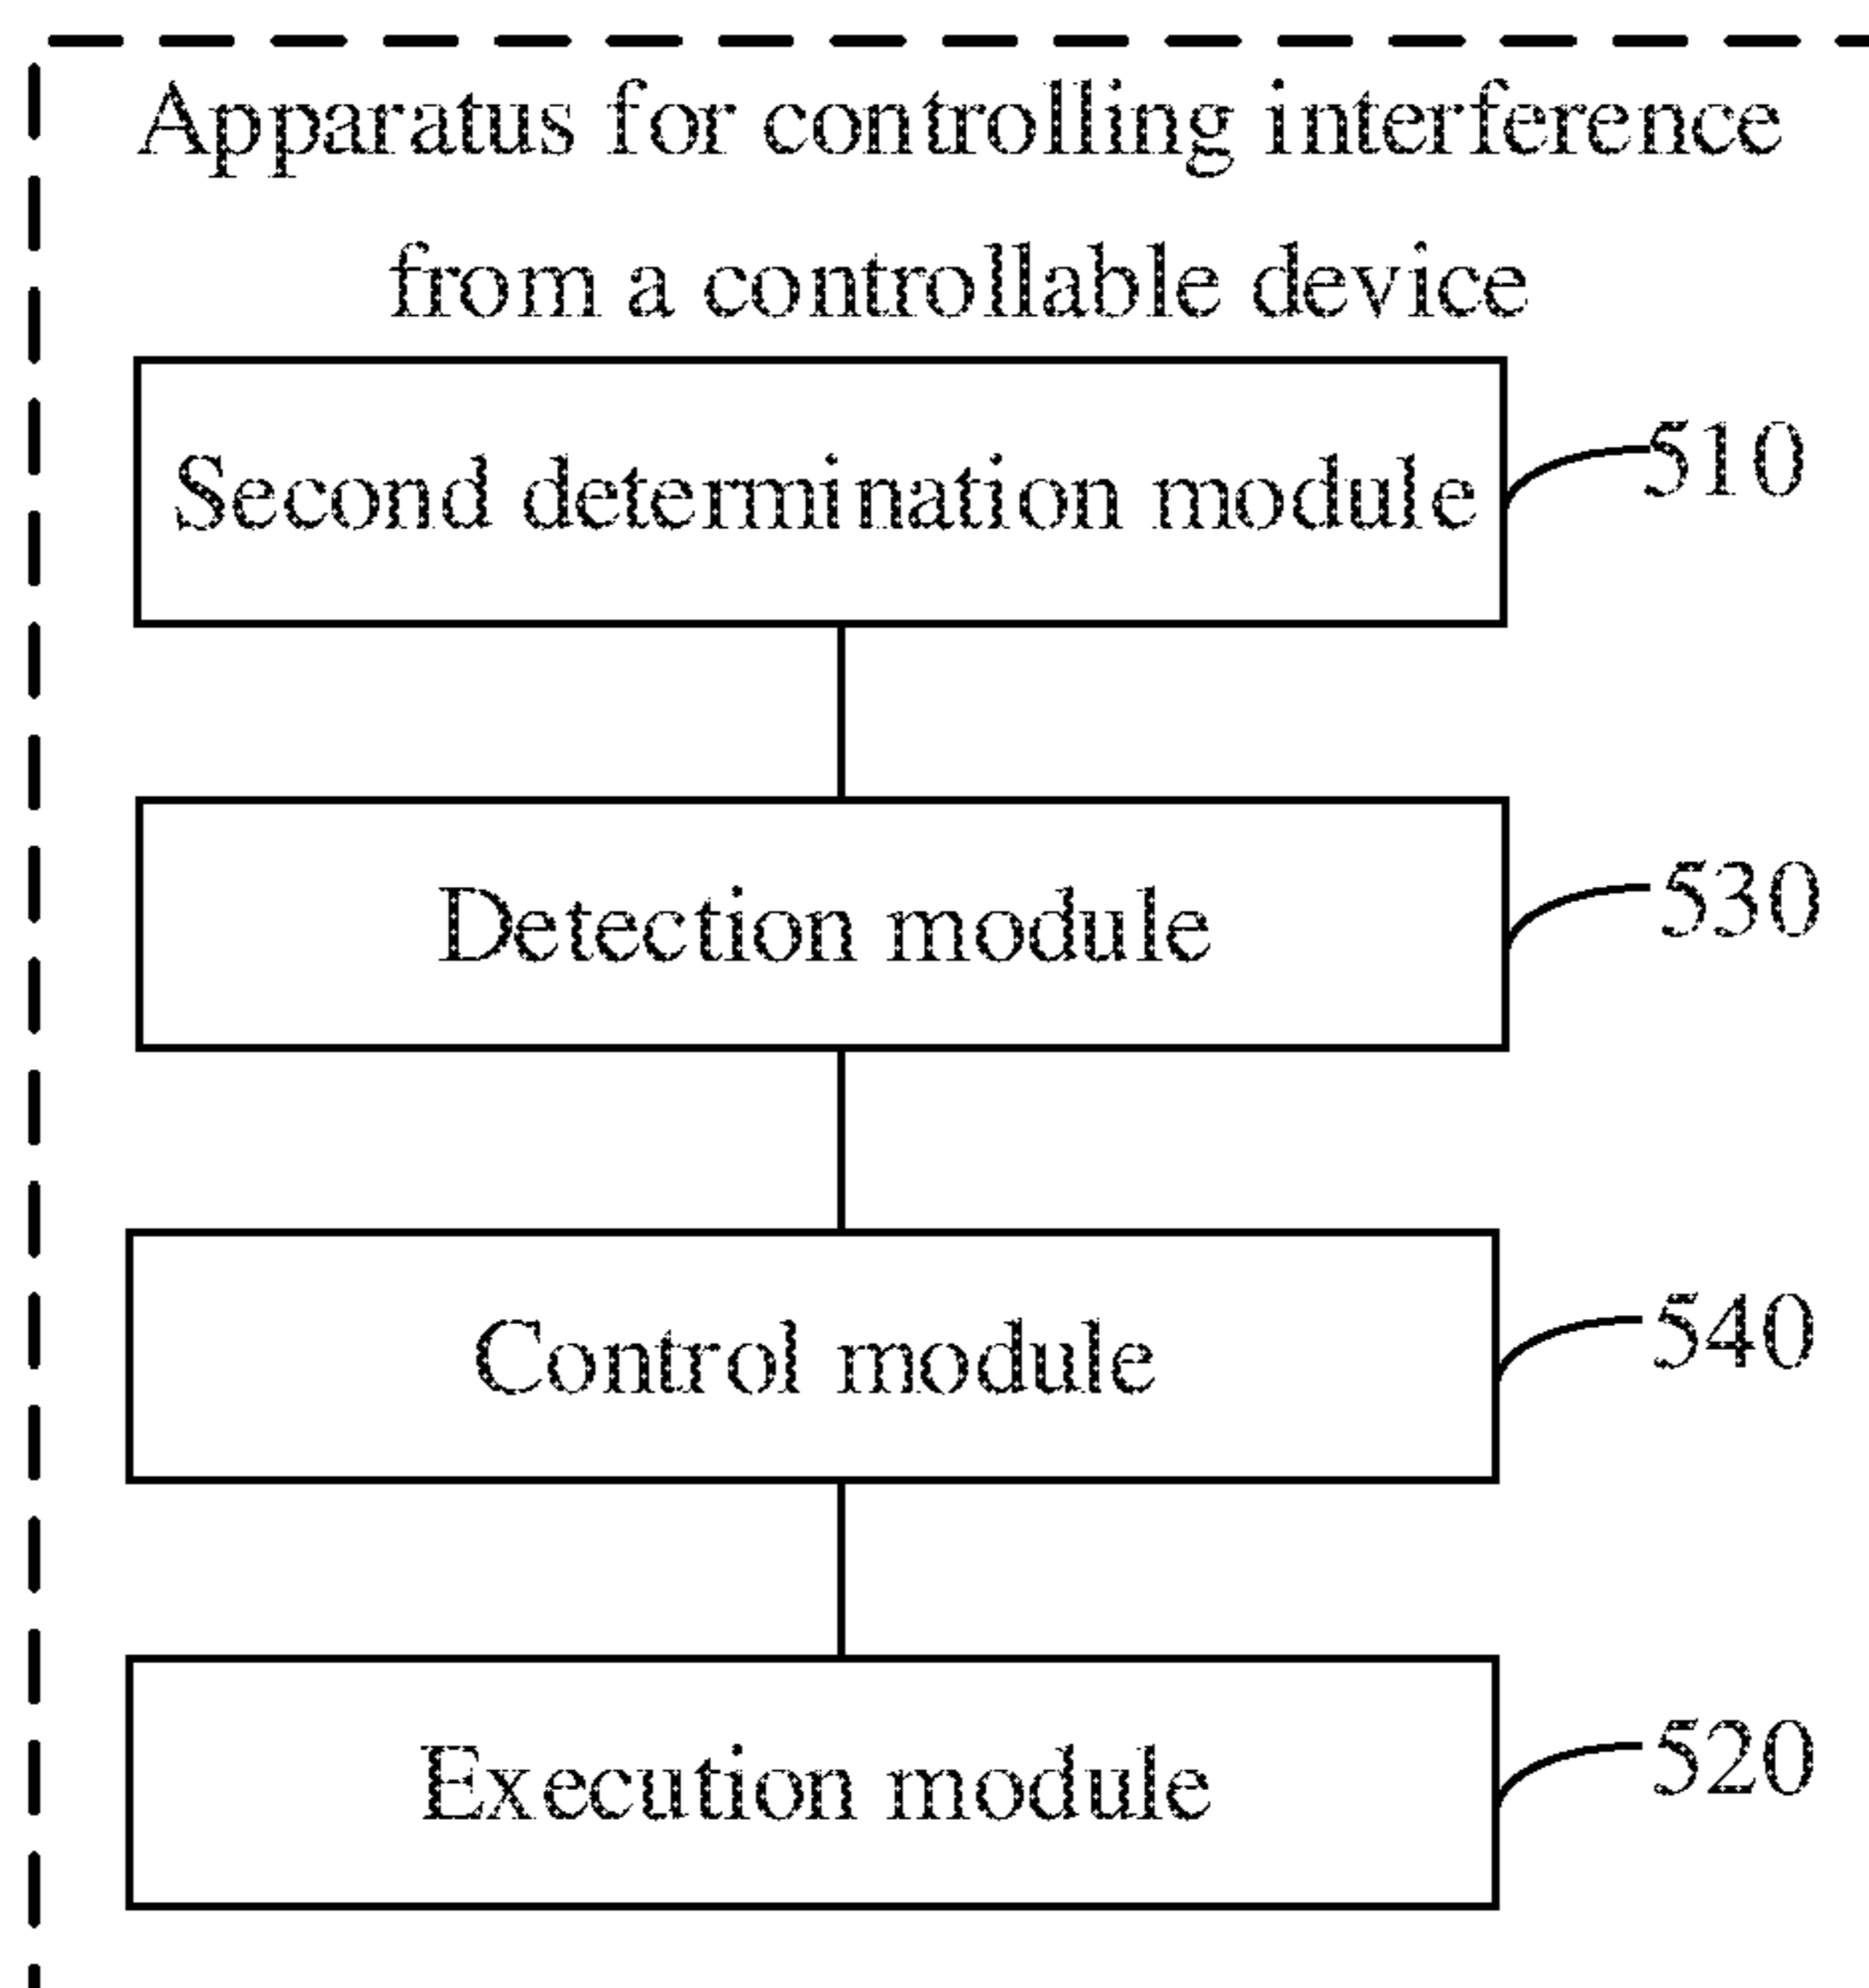 Apparatus for controlling interference
from a controllable device
Second determination module
510
Detection module
530
Control module
540
Execution module
520